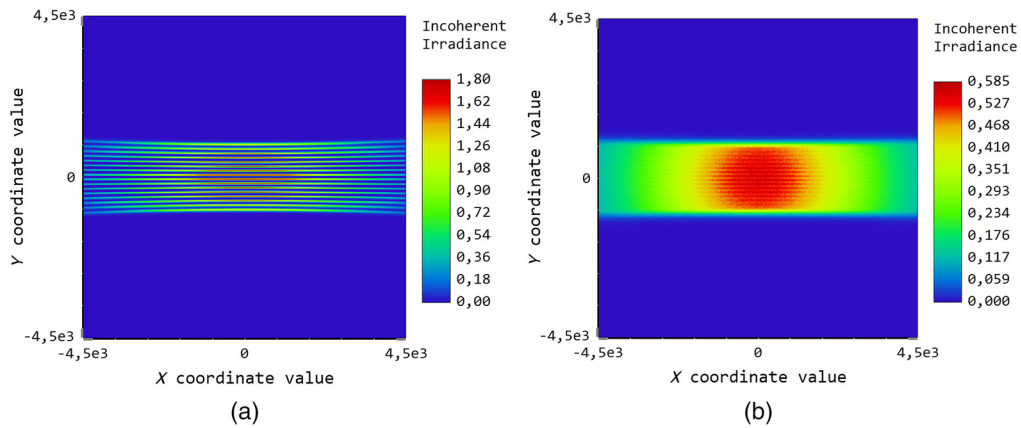 4,5e3
0
-4,5e3
Y coordinate value
-4,5e3
0
4,5e3
X coordinate value
Incoherent
Irradiance
1,80
1,62
1,44
1,26
1,08
0,90
0,72
0,54
0,36
0,18
0,00
(a)
4,5e3
0
-4,5e3
Y coordinate value
-4,5e3
0
4,5e3
X coordinate value
Incoherent
Irradiance
0,585
0,527
0,468
0,410
0,351
0,293
0,234
0,176
0,117
0,059
0,000
(b)